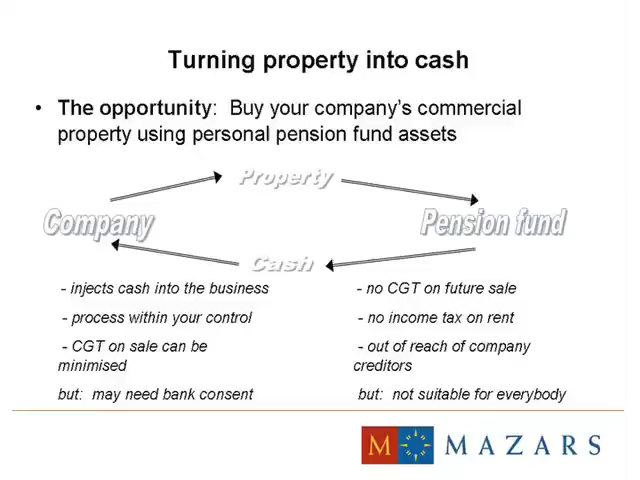 Turning property into cash
• The opportunity: Buy your company's commercial
property using personal pension fund assets
Property
Company
Pension fund
Cash
- injects cash into the business
- process within your control
- CGT on sale can be
minimised
but: may need bank consent
- no CGT on future sale
- no income tax on rent
- out of reach of company
creditors
but: not suitable for everybody
M MAZARS